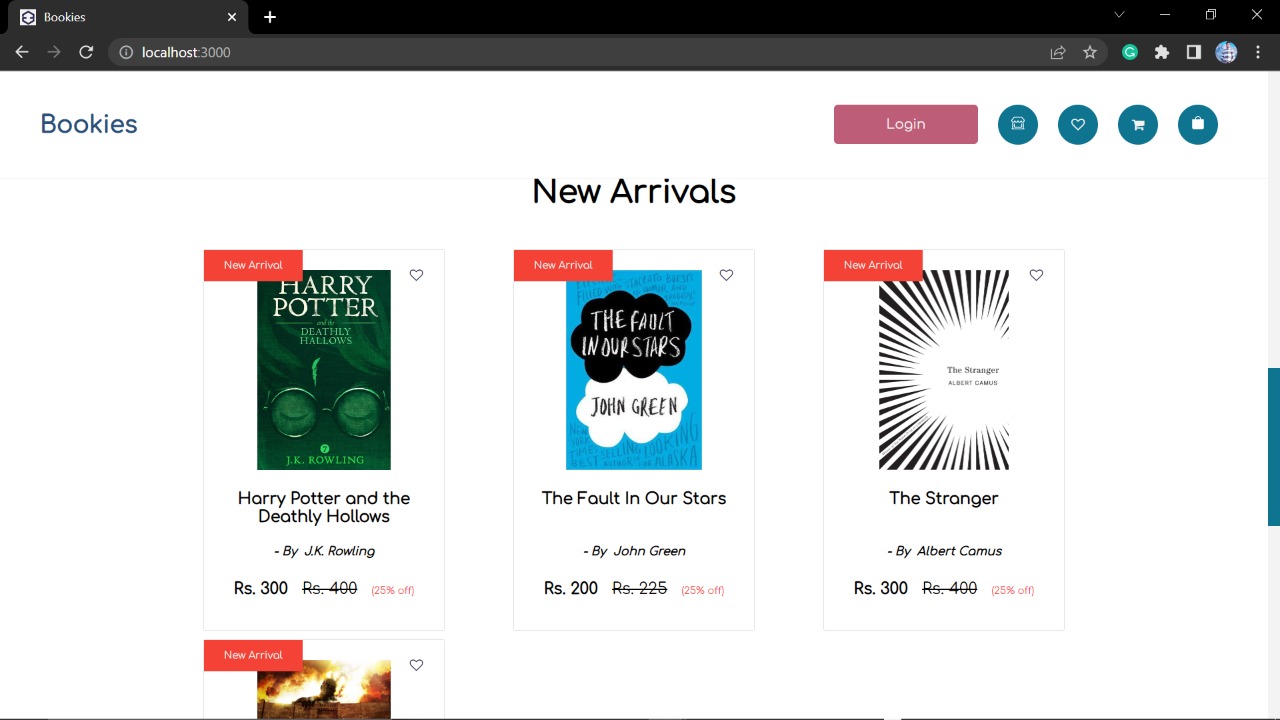 Bookies
localhost:3000
Bookies
Login
New Arrivals
New Arrival
New Arrival
New Arrival
HARRY
POTTER
and the
DEATHLY
HALLOWS
J.K. ROWLING
THE FAULT
IN OUR STARS
JOHN GREEN
The Stranger
ALBERT CAMUS
Harry Potter and the
Deathly Hollows
The Fault In Our Stars
The Stranger
- By J.K. Rowling
- By John Green
- By Albert Camus
Rs. 300 Rs. 400 (25% off)
Rs. 200 Rs. 225 (25% off)
Rs. 300 Rs. 400 (25% off)
New Arrival